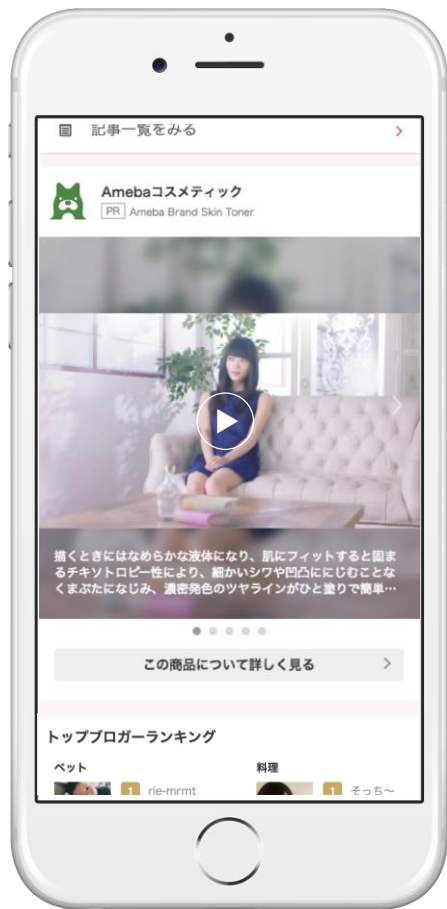 記事一覧をみる
Amebaコスメティック
PR Ameba Brand Skin Toner
描くときにはなめらかな液体になり、肌にフィットすると固ま
るチキソトロピー性により、細かいシワや凹凸ににじむことな
くまぶたになじみ、濃密発色のツヤラインがひと塗りで簡単…
この商品について詳しく見る
トップブロガーランキング
ペット
料理
1 rie-mrmt
1 そっち〜